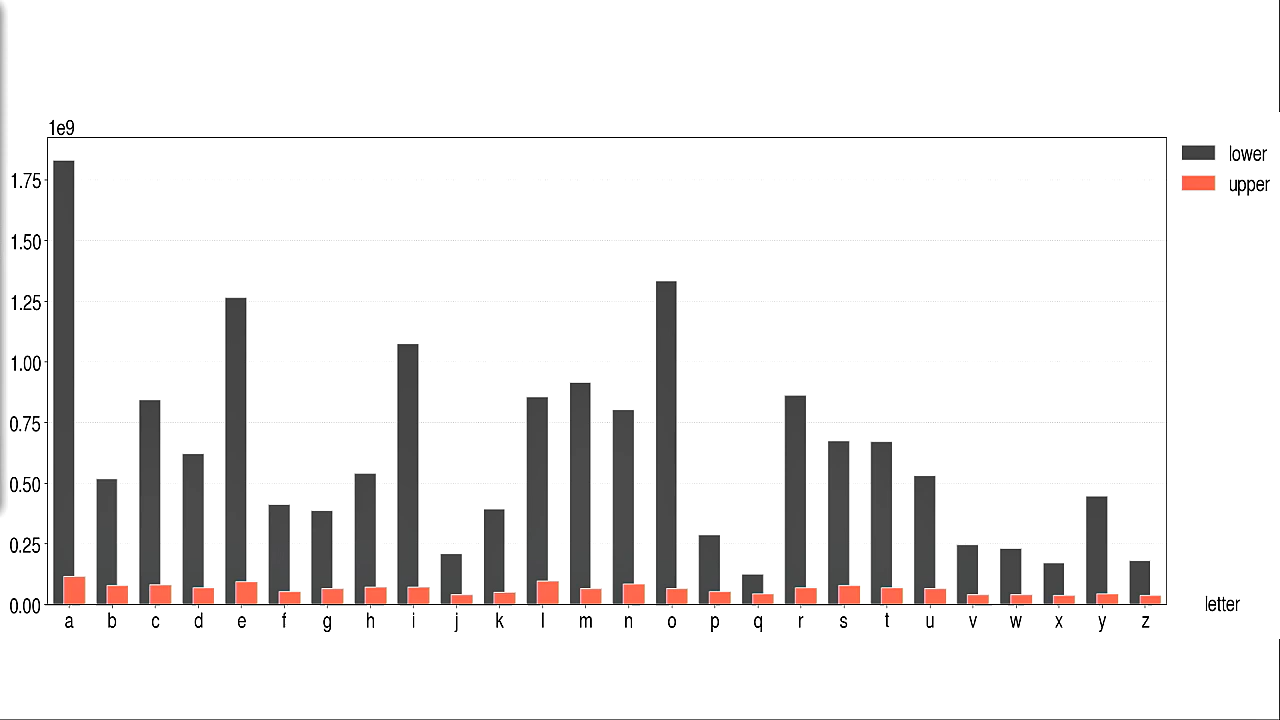 1e9
1.75
1.50
1.25
1.00
0.75
0.50
0.25
0.00
a b c d e f g h i j k l m n o p q r s t u v w x y z
letter
lower
upper